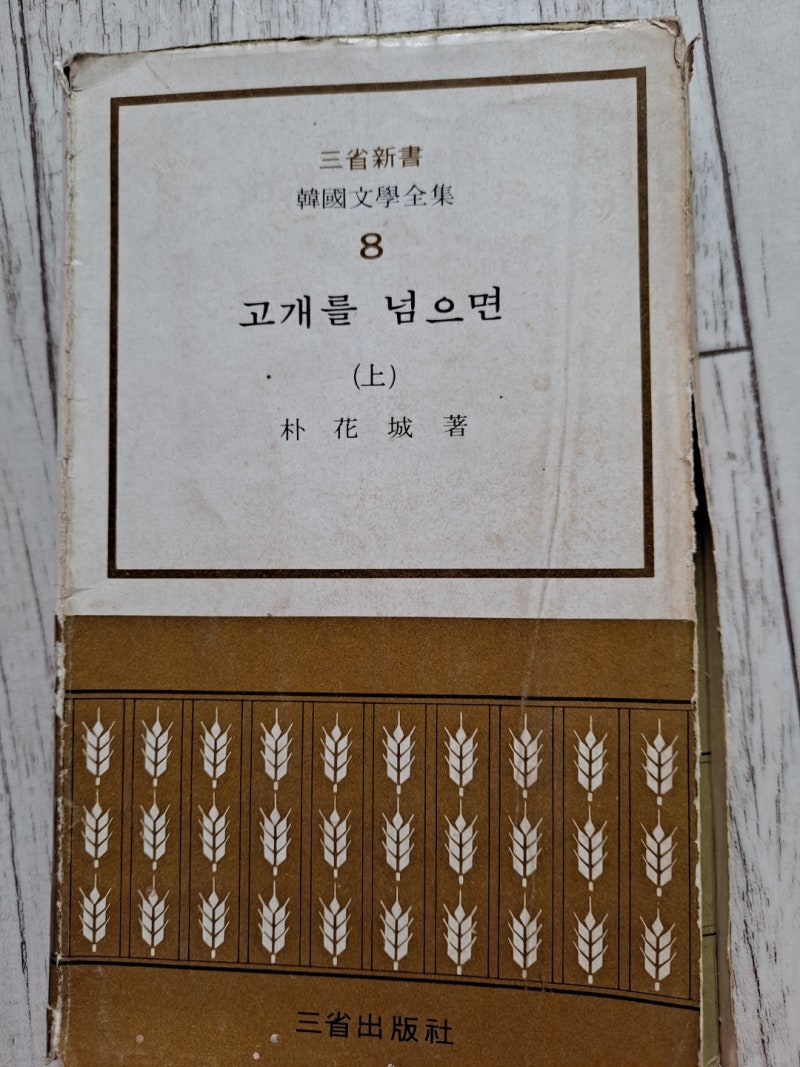 三省新書
韓國文學全集
8
고개를 넘으면
(上)
朴花城 著
三省出版社